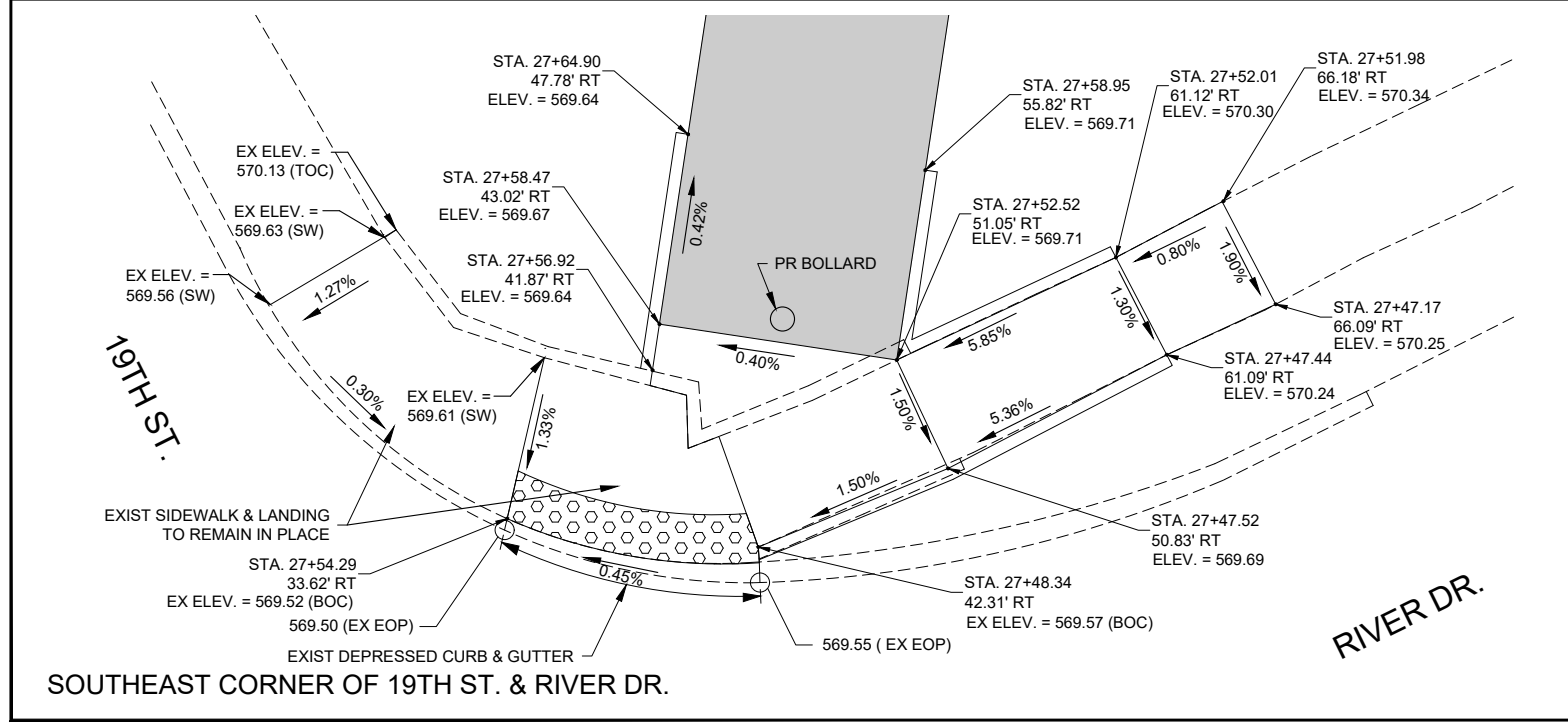 STA. 27+64.90
47.78' RT
ELEV. = 569.64
STA. 27+58.95
55.82' RT
ELEV. = 569.71
STA. 27+52.01
61.12' RT
ELEV. = 570.30
STA. 27+51.98
66.18' RT
ELEV. = 570.34
EX ELEV. =
570.13 (TOC)
EX ELEV. =
569.63 (SW)
EX ELEV. =
569.56 (SW)
STA. 27+58.47
43.02' RT
ELEV. = 569.67
STA. 27+56.92
41.87' RT
ELEV. = 569.64
0.42%
PR BOLLARD
STA. 27+52.52
51.05' RT
ELEV. = 569.71
0.80%
1.90%
1.27%
1.30%
5.85%
0.40%
STA. 27+47.17
66.09' RT
ELEV. = 570.25
STA. 27+47.44
61.09' RT
ELEV. = 570.24
19TH ST.
0.30%
EX ELEV. =
569.61 (SW)
1.33%
1.50%
5.36%
1.50%
EXIST SIDEWALK & LANDING
TO REMAIN IN PLACE
STA. 27+54.29
33.62' RT
EX ELEV. = 569.52 (BOC)
569.50 (EX EOP)
0.45%
EXIST DEPRESSED CURB & GUTTER
STA. 27+47.52
50.83' RT
ELEV. = 569.69
STA. 27+48.34
42.31' RT
EX ELEV. = 569.57 (BOC)
569.55 ( EX EOP)
RIVER DR.
SOUTHEAST CORNER OF 19TH ST. & RIVER DR.